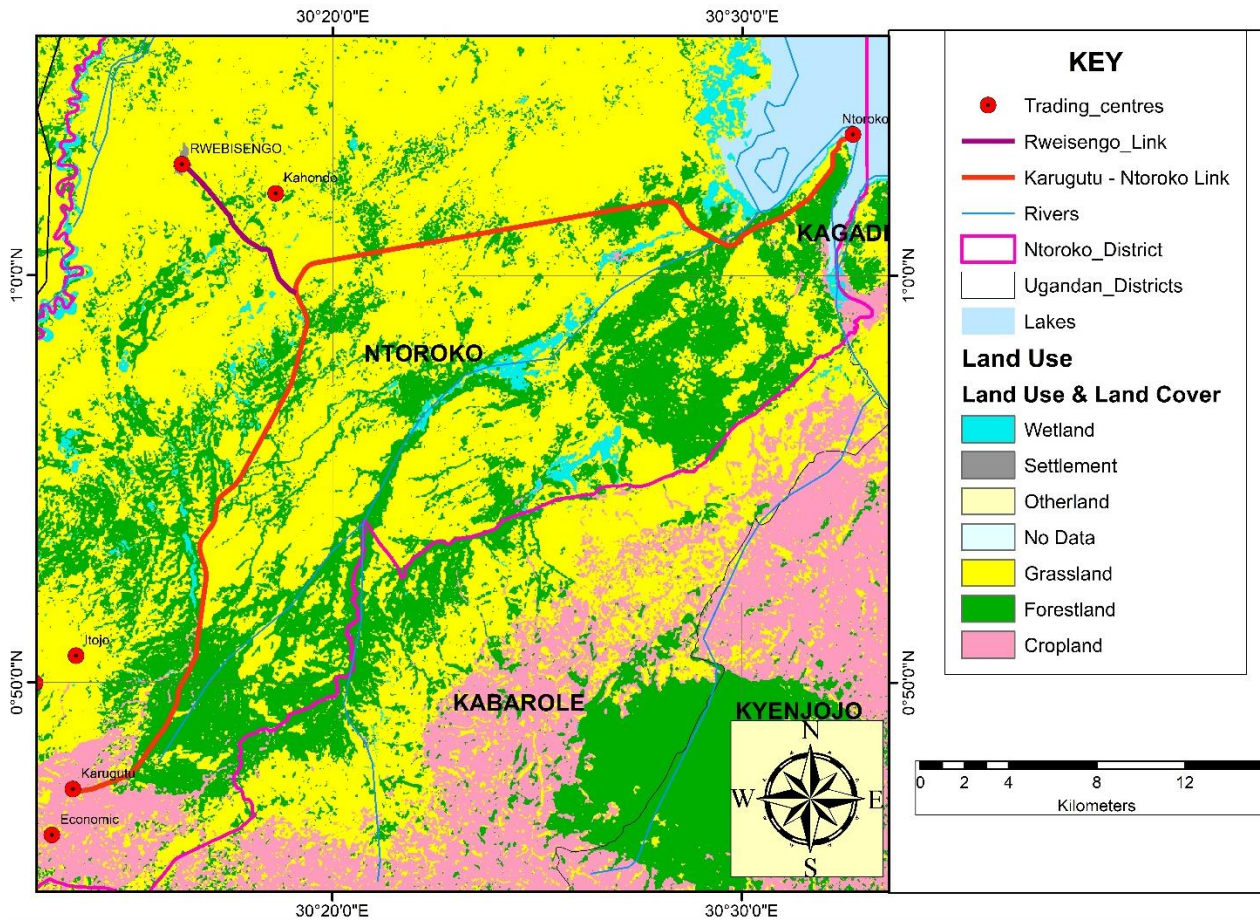 30°20'0"E
30°30'0"E
1°0'0"N
0°50'0"N
Ntoroko
RWEBISENGO
Kahondo
KAGADI
NTOROKO
Itojo
KABAROLE
KYENJOJO
Karugutu
Economic
N
W
E
S
30°20'0"E
30°30'0"E
1°0'0"N
0°50'0"N
KEY
Trading_centres
Rweisengo_Link
Karugutu - Ntoroko Link
Rivers
Ntoroko_District
Ugandan_Districts
Lakes
Land Use
Land Use & Land Cover
Wetland
Settlement
Otherland
No Data
Grassland
Forestland
Cropland
0 2 4 8 12
Kilometers